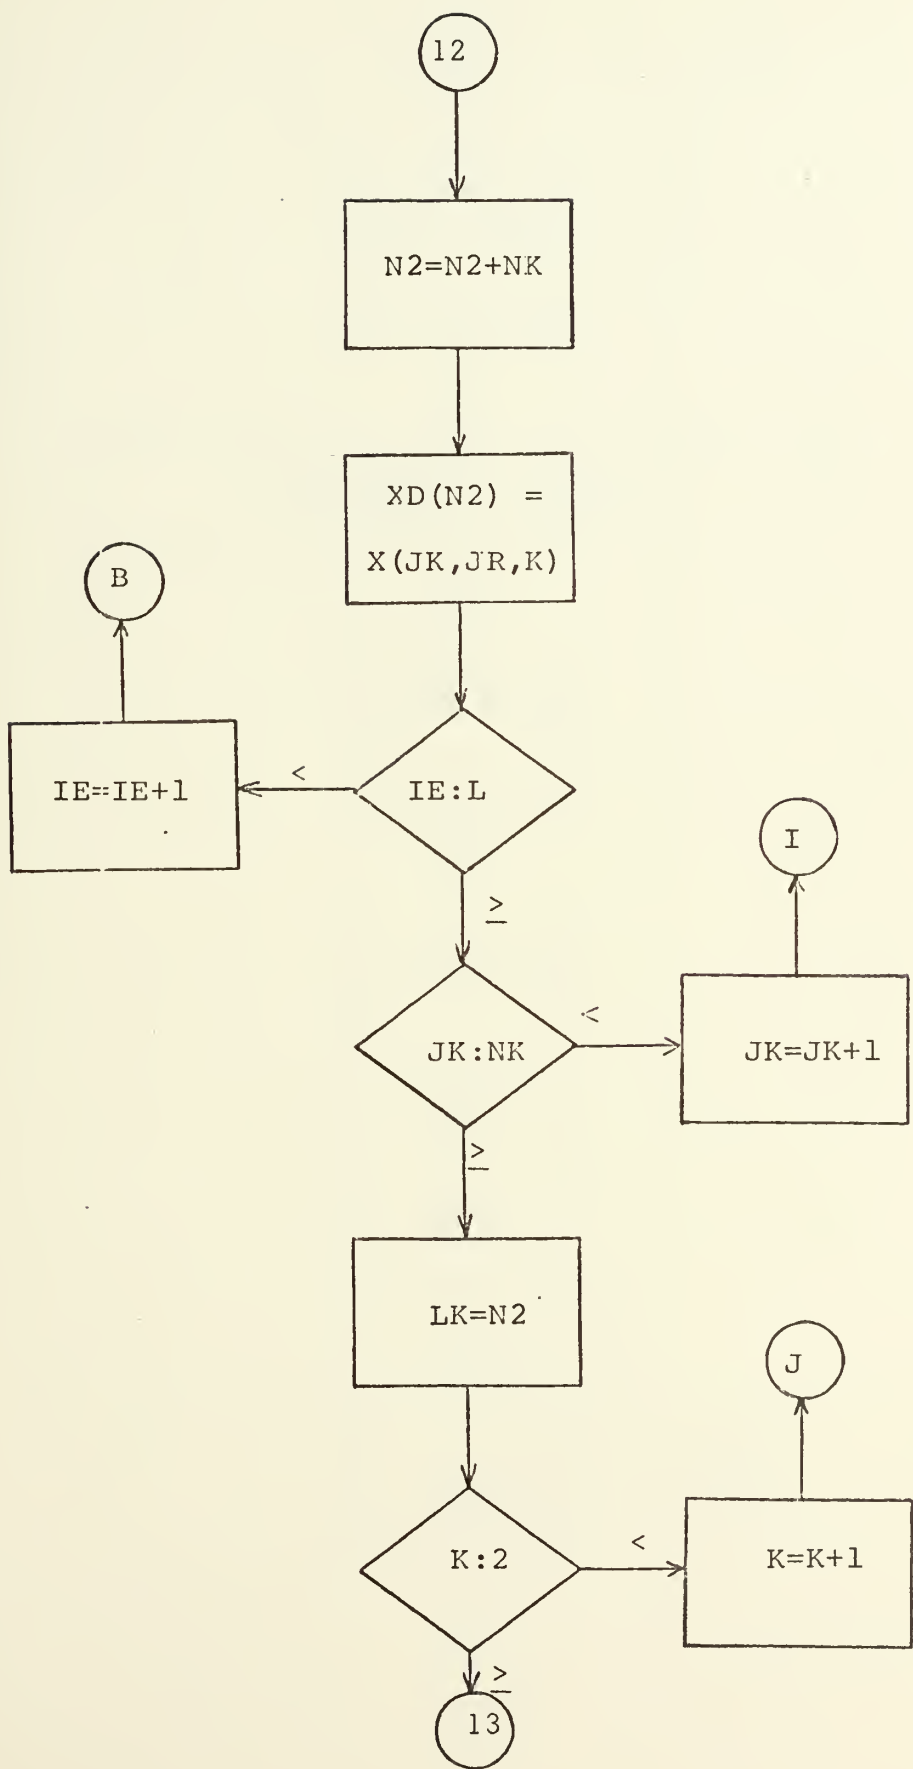 12
N2=N2+NK
XD(N2) =
X(JK,JR,K)
B
IE=IE+1
<
IE:L
I
≥
JK:NK
<
JK=JK+1
≥
LK=N2
J
K:2
<
K=K+1
≥
13